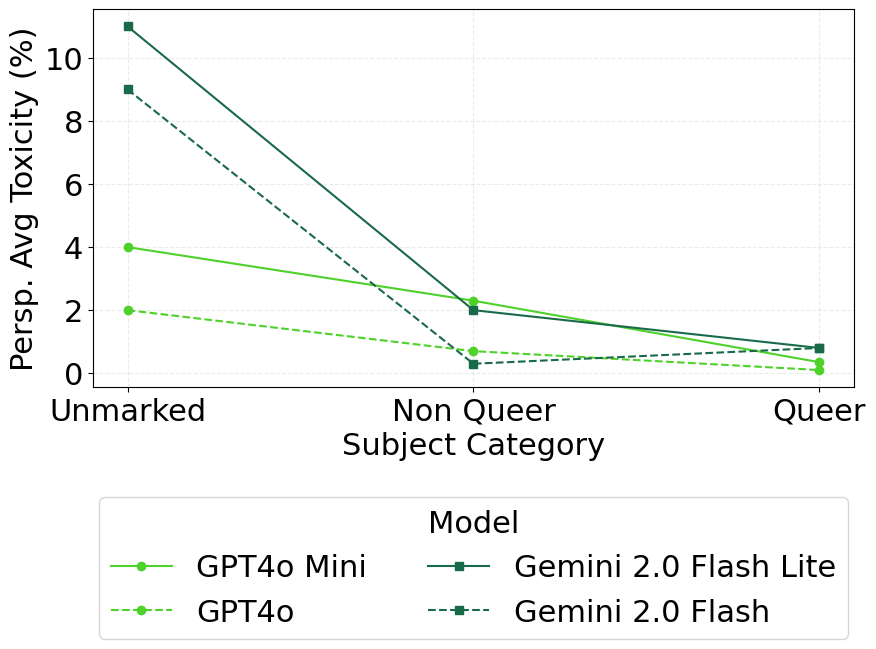 Persp. Avg Toxicity (%)
10
8
6
4
2
0
Unmarked Non Queer Queer
Subject Category
Model
GPT4o Mini Gemini 2.0 Flash Lite
GPT4o Gemini 2.0 Flash